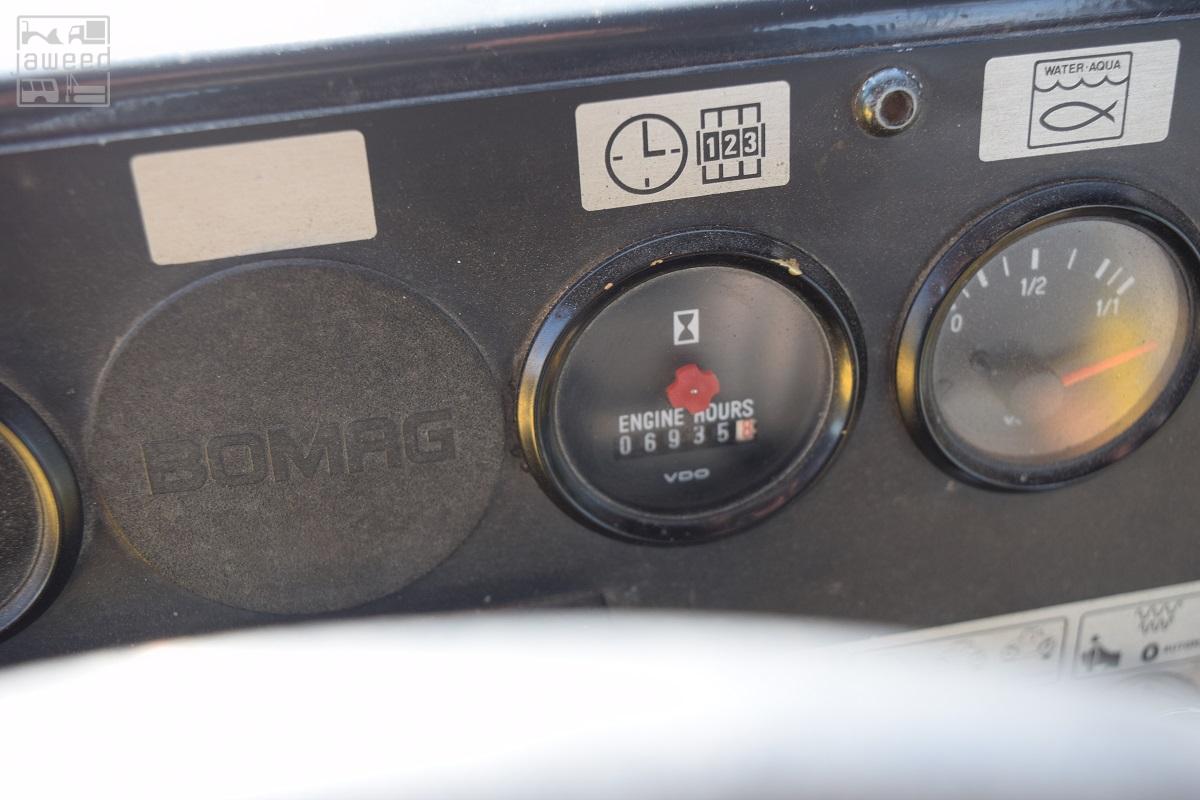 aweed
WATER·AQUA
123
0
1/2
1/1
ENGINE HOURS
069358
VDO
BOMAG